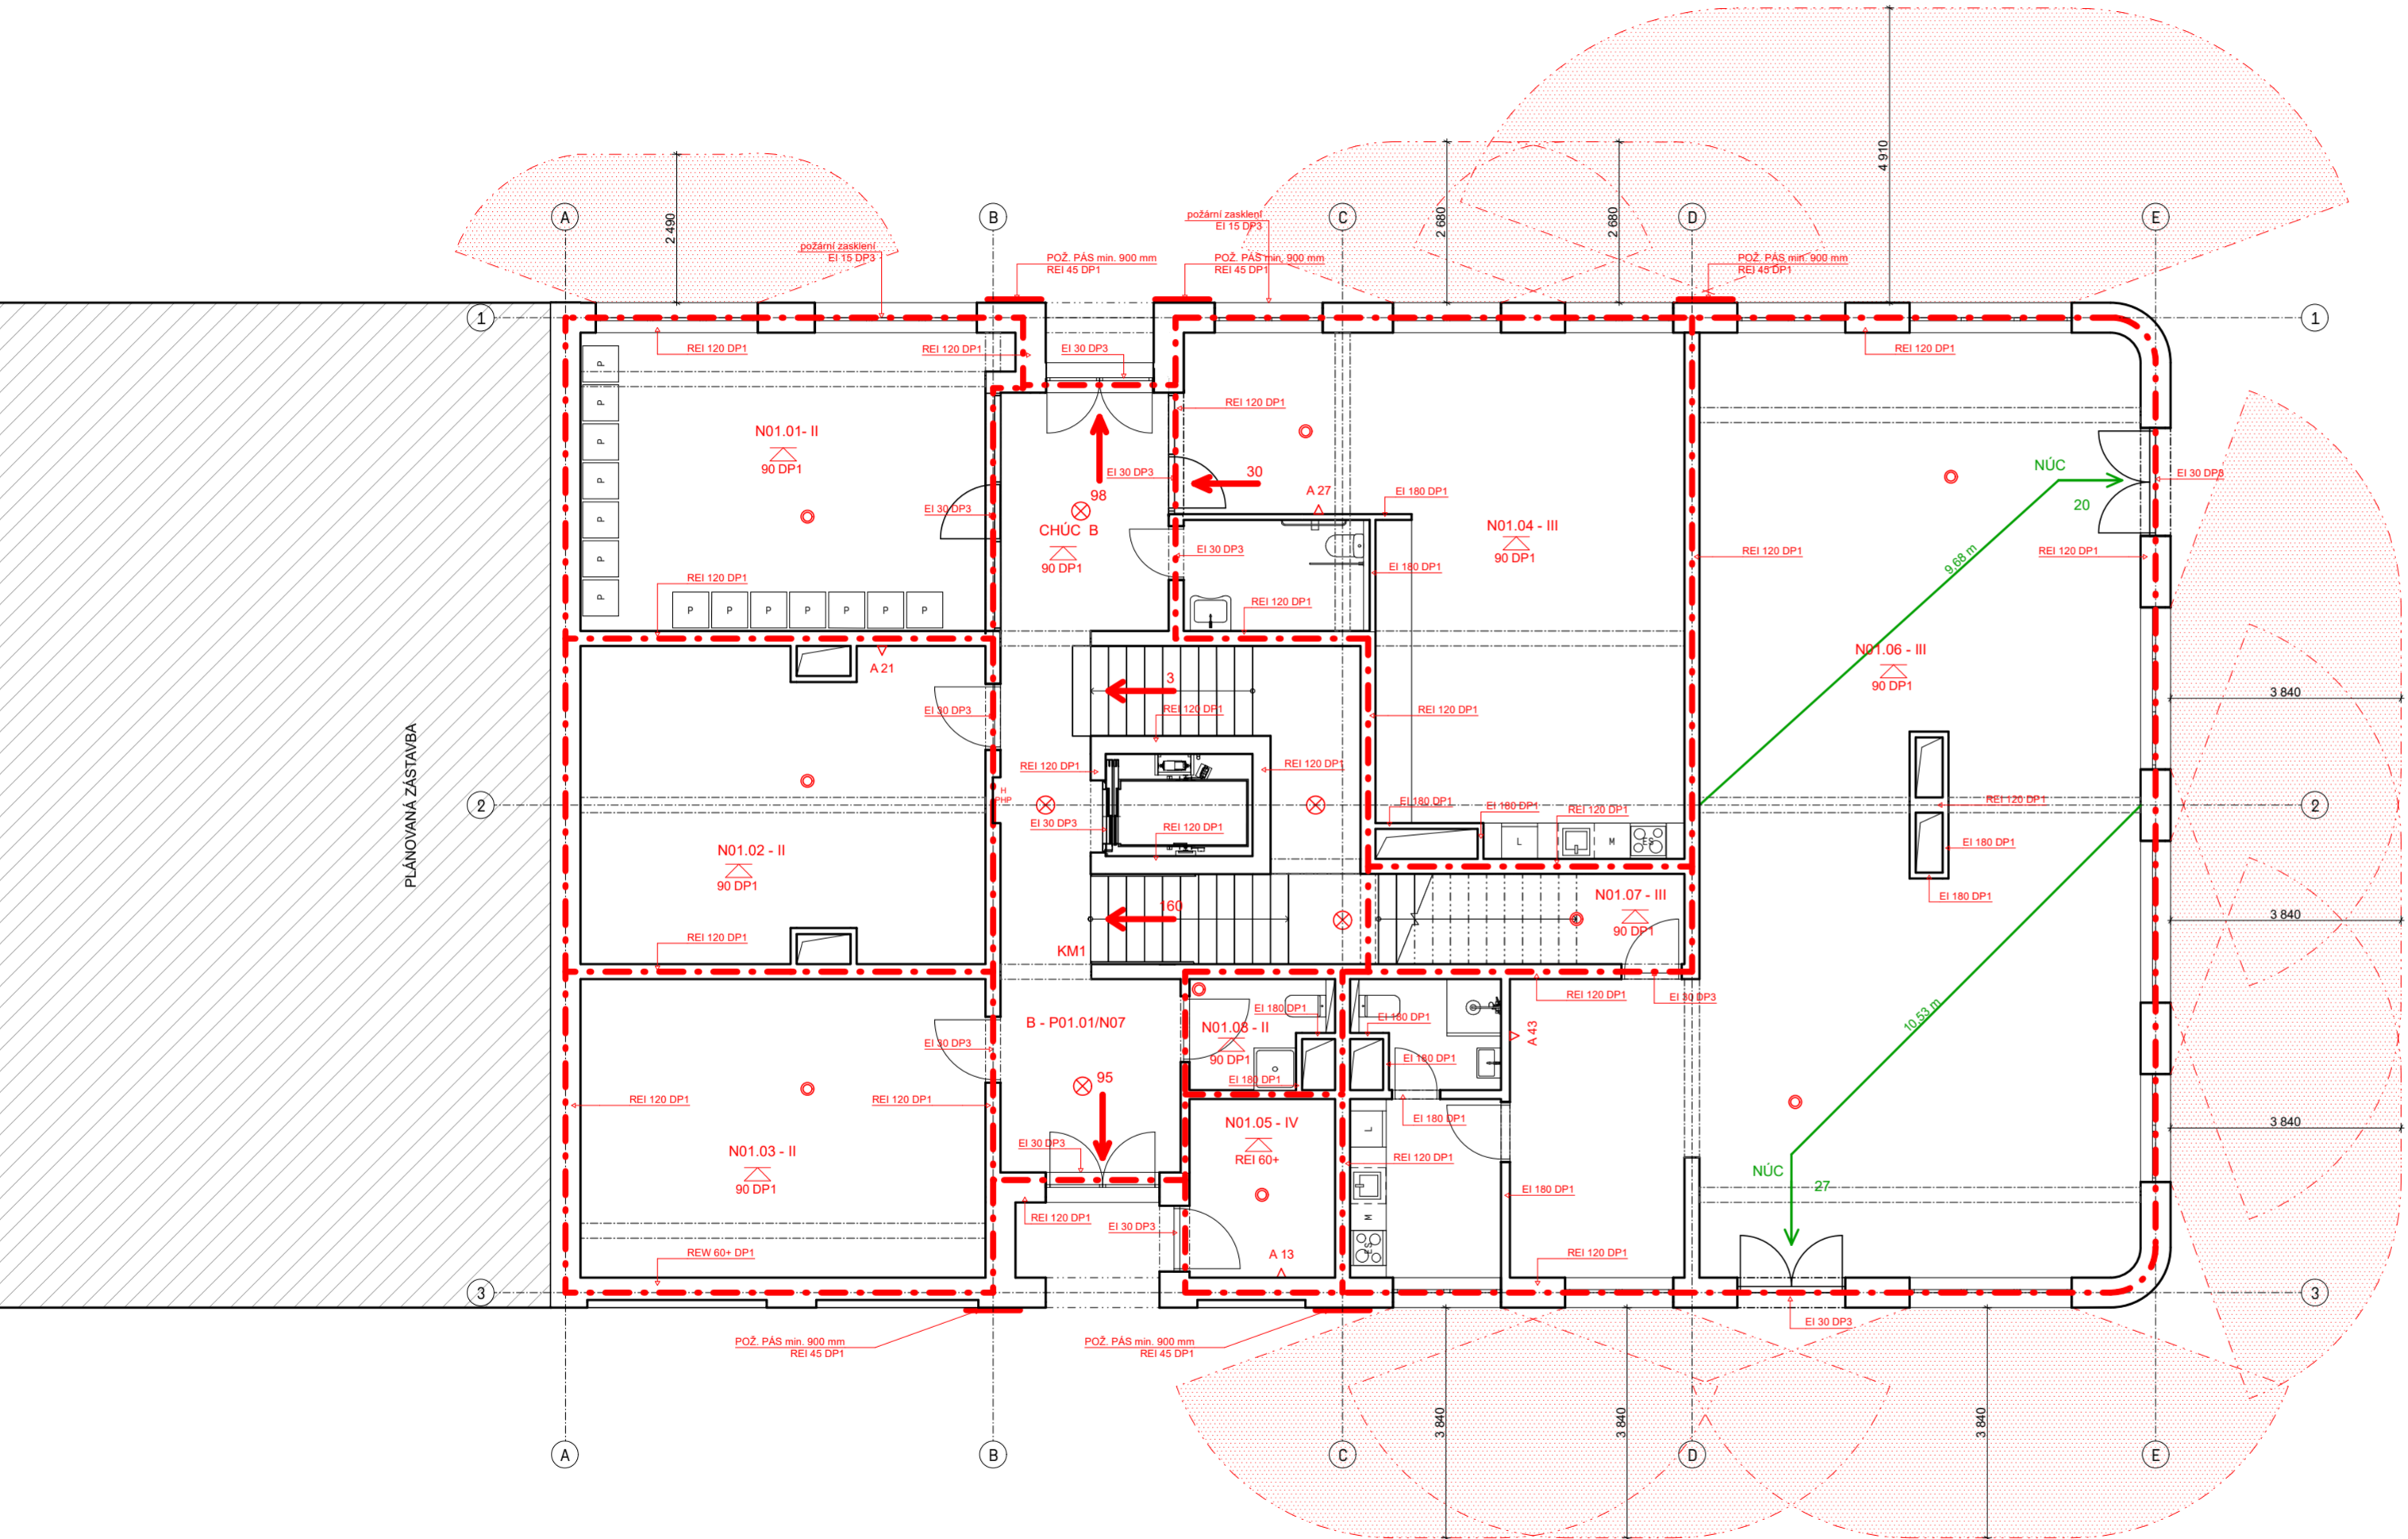 4 910
2 490
2 680
2 680
A
B
C
D
E
požární zasklení
EI 15 DP3
požární zasklení
EI 15 DP3
POŽ. PÁS min. 900 mm
REI 45 DP1
POŽ. PÁS min. 900 mm
REI 45 DP1
POŽ. PÁS min. 900 mm
REI 45 DP1
1
1
REI 120 DP1
REI 120 DP1
EI 30 DP3
REI 120 DP1
P
P
P
P
P
P
P
N01.01- II
90 DP1
REI 120 DP1
EI 30 DP3
30
98
A 27
EI 180 DP1
NÚC
20
EI 30 DP3
EI 30 DP3
CHÚC B
90 DP1
EI 30 DP3
EI 180 DP1
N01.04 - III
90 DP1
REI 120 DP1
9,68 m
REI 120 DP1
REI 120 DP1
P
P
P
P
P
P
P
REI 120 DP1
A 21
3
N01.06 - III
90 DP1
3 840
EI 30 DP3
REI 120 DP1
REI 120 DP1
PLÁNOVANÁ ZÁSTAVBA
REI 120 DP1
REI 120 DP1
2
H
PHP
EI 30 DP3
REI 120 DP1
EI 180 DP1
EI 180 DP1
REI 120 DP1
REI 120 DP1
2
L
M
ES
EI 180 DP1
N01.02 - II
90 DP1
EI 180 DP1
160
N01.07 - III
90 DP1
3 840
REI 120 DP1
KM1
REI 120 DP1
EI 30 DP3
B - P01.01/N07
N01.08 - II
90 DP1
EI 180 DP1
EI 180 DP1
A 43
10,53 m
EI 30 DP3
EI 180 DP1
EI 180 DP1
95
REI 120 DP1
REI 120 DP1
EI 180 DP1
N01.05 - IV
REI 60+
L
3 840
EI 30 DP3
REI 120 DP1
N01.03 - II
90 DP1
NÚC
27
EI 180 DP1
REI 120 DP1
EI 30 DP3
M
ES
REW 60+ DP1
A 13
REI 120 DP1
3
3
POŽ. PÁS min. 900 mm
REI 45 DP1
POŽ. PÁS min. 900 mm
REI 45 DP1
EI 30 DP3
3 840
3 840
3 840
A
B
C
D
E